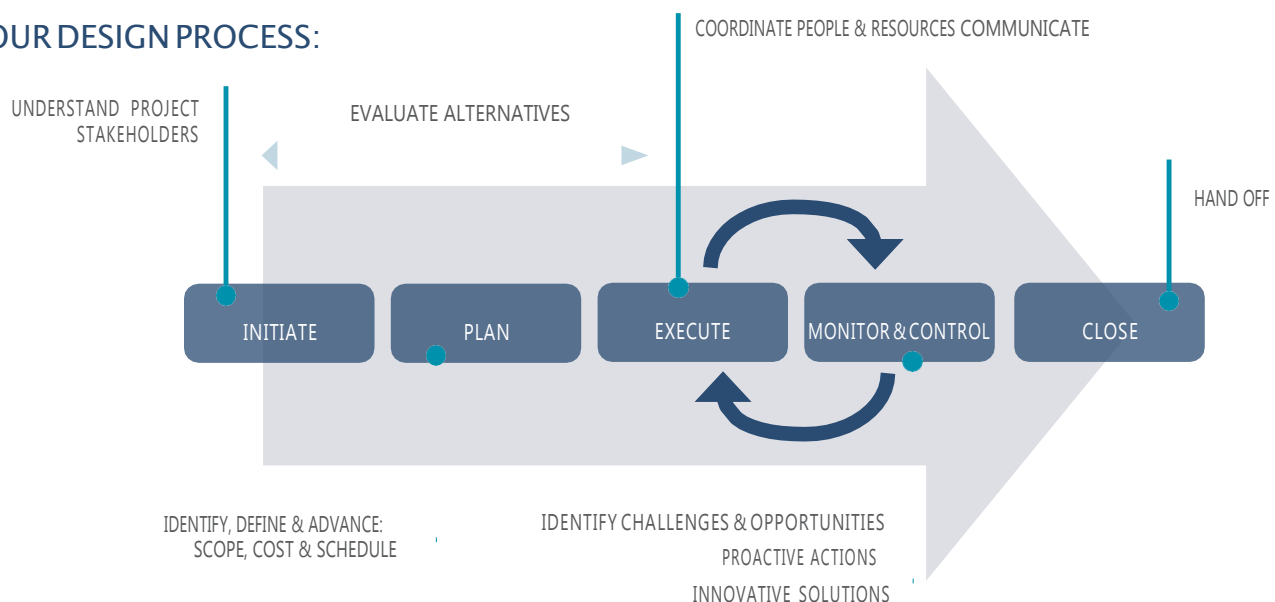 OUR DESIGN PROCESS:
COORDINATE PEOPLE & RESOURCES COMMUNICATE
UNDERSTAND PROJECT
STAKEHOLDERS
EVALUATE ALTERNATIVES
HAND OFF
INITIATE
PLAN
EXECUTE
MONITOR & CONTROL
CLOSE
IDENTIFY, DEFINE & ADVANCE:
SCOPE, COST & SCHEDULE
IDENTIFY CHALLENGES & OPPORTUNITIES
PROACTIVE ACTIONS
INNOVATIVE SOLUTIONS